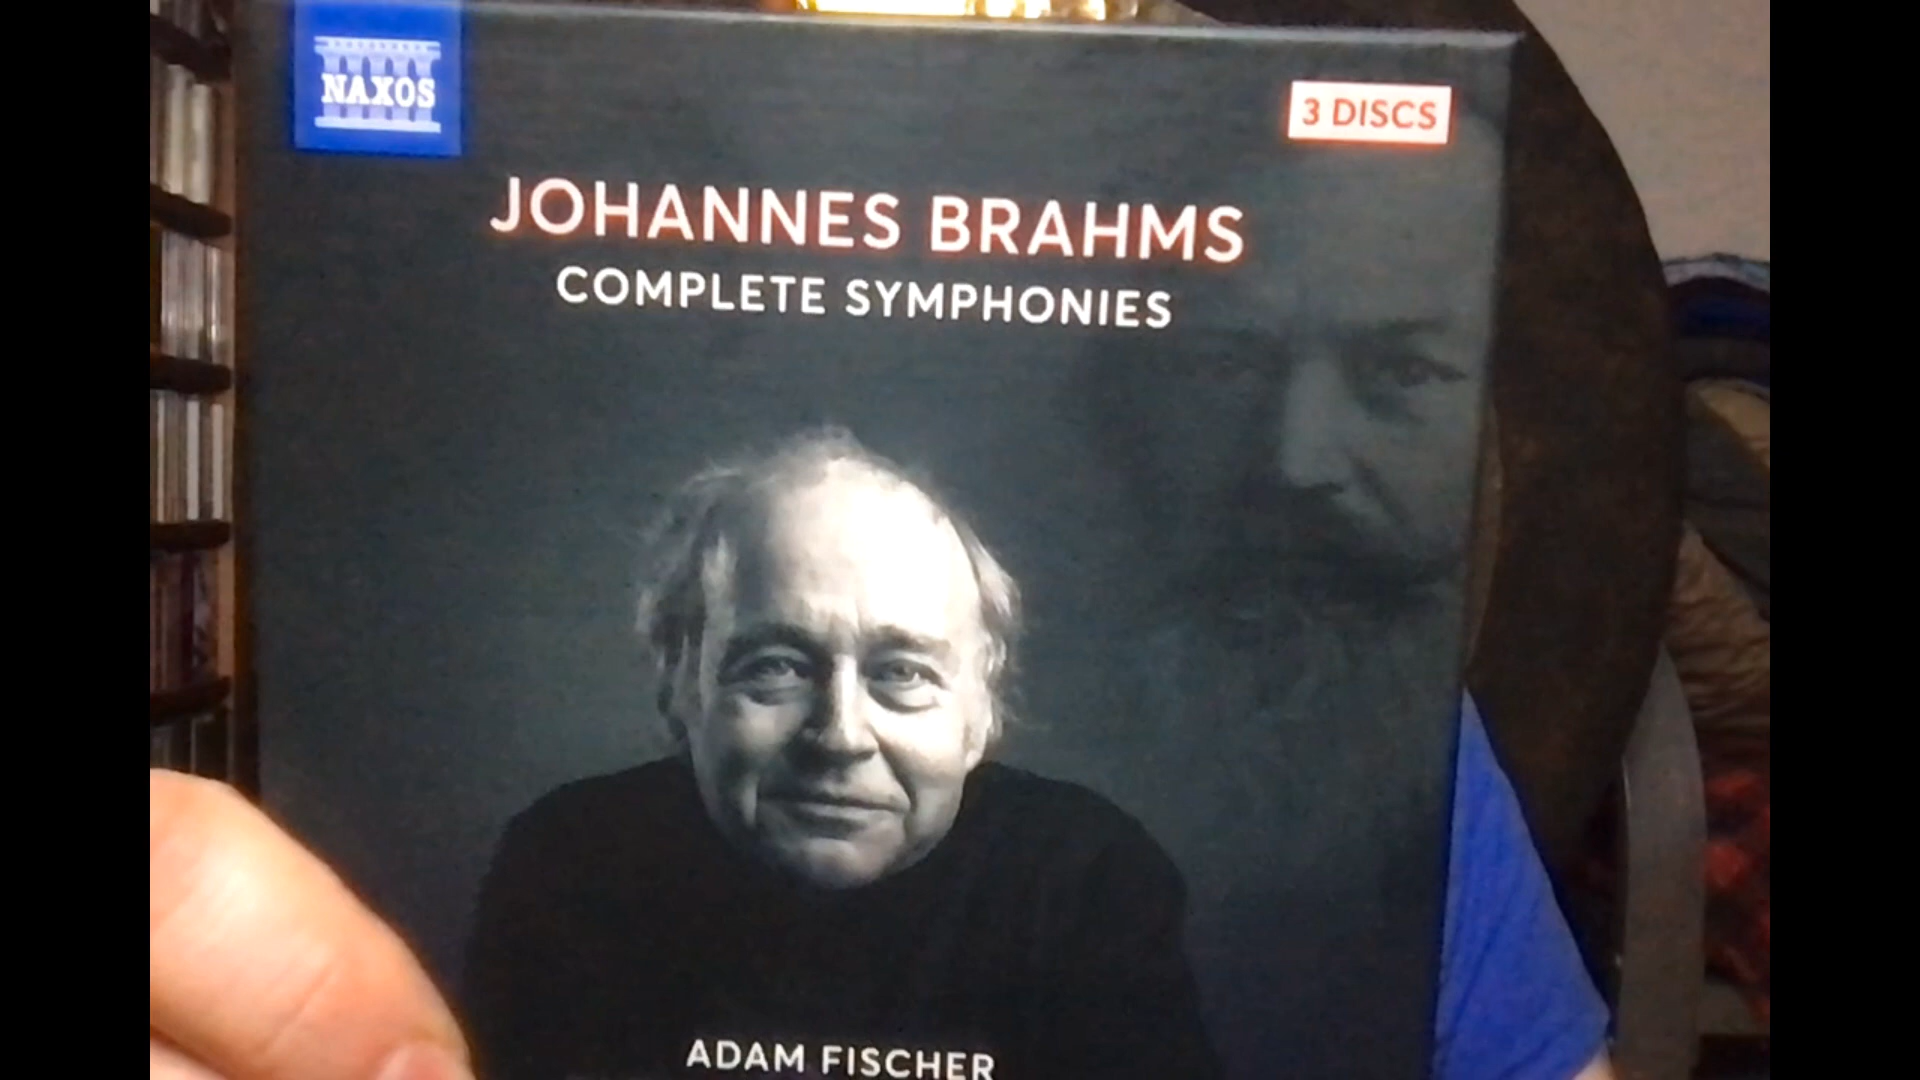 NAXOS
3 DISCS
JOHANNES BRAHMS
COMPLETE SYMPHONIES
ADAM FISCHER